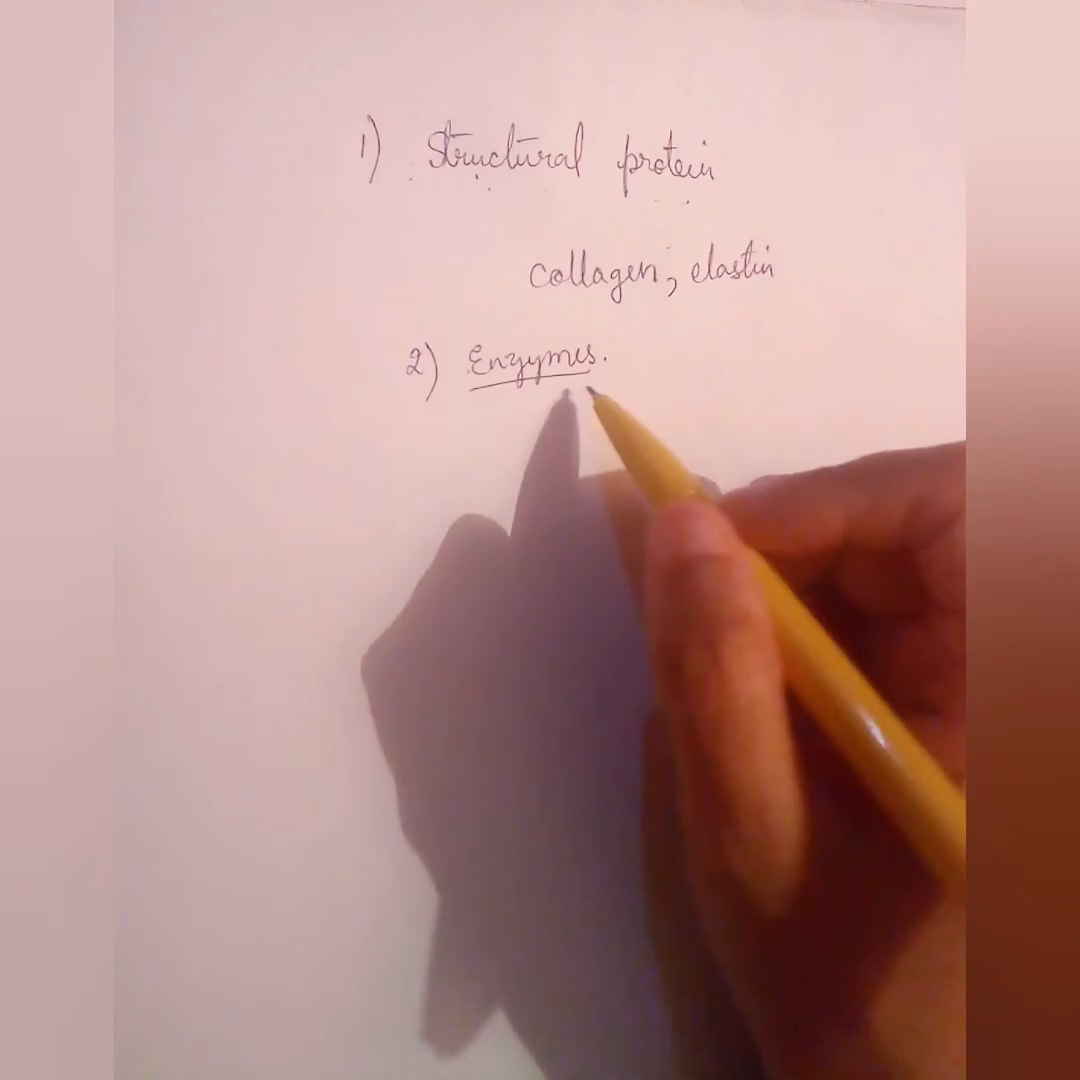 1) Structural protein
collagen, elastin
2) Enzymes.